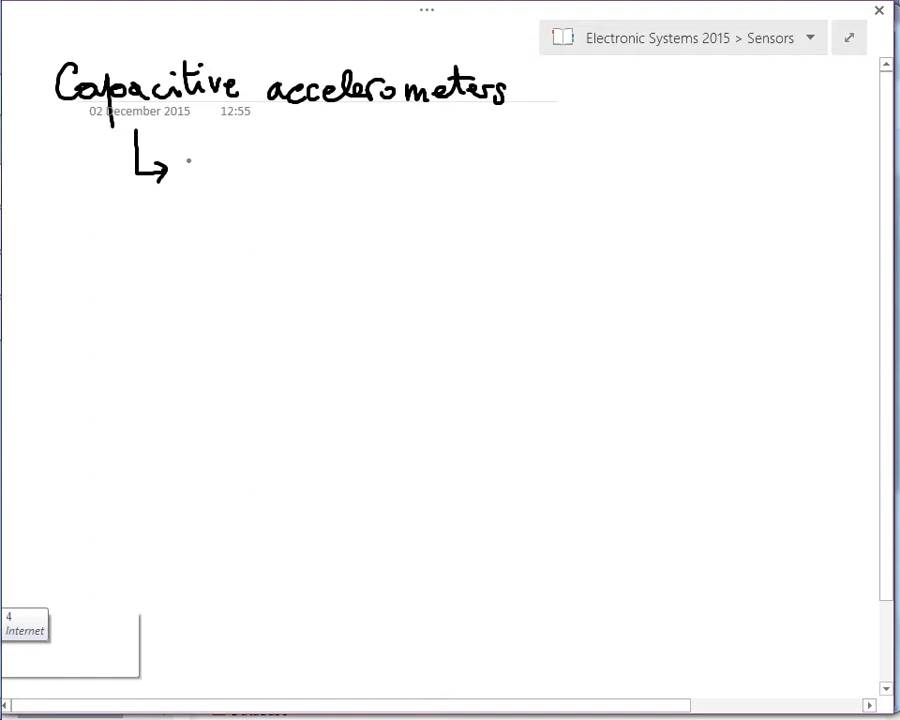 Electronic Systems 2015 > Sensors
Capacitive accelerometers
02 December 2015 12:55
4
Internet